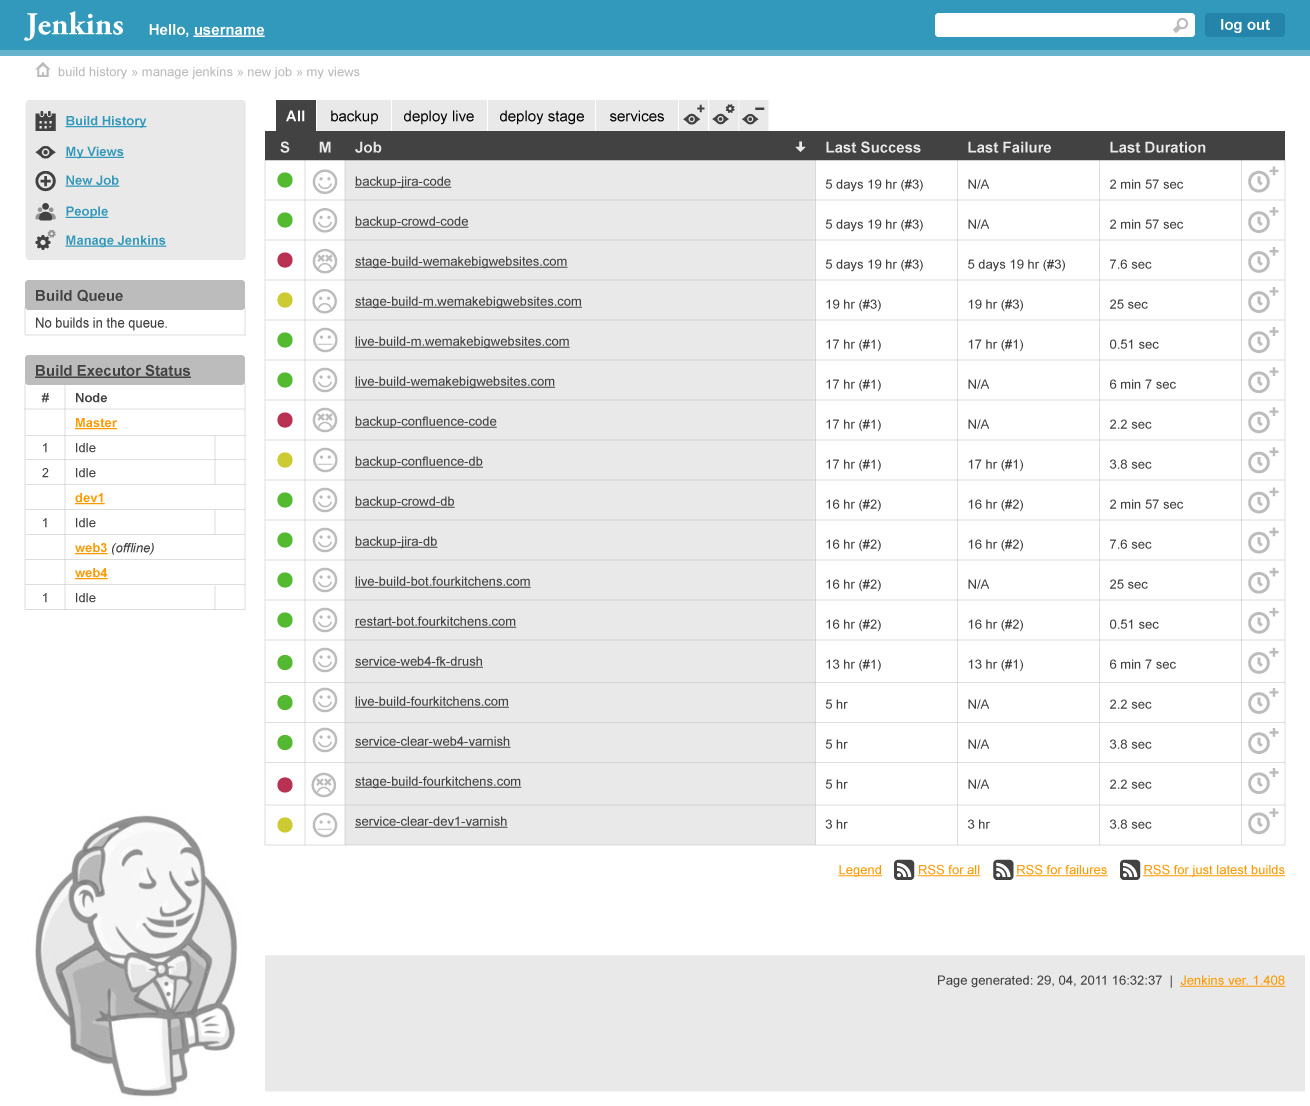 Jenkins Hello, username log out
build history » manage jenkins » new job » my views
Build History
My Views
New Job
People
Manage Jenkins
Build Queue
No builds in the queue.
Build Executor Status
# Node
Master
1 Idle
2 Idle
dev1
1 Idle
web3 (offline)
web4
1 Idle
All backup deploy live deploy stage services
S M Job Last Success Last Failure Last Duration
backup-jira-code 5 days 19 hr (#3) N/A 2 min 57 sec
backup-crowd-code 5 days 19 hr (#3) N/A 2 min 57 sec
stage-build-wemakebigwebsites.com 5 days 19 hr (#3) 5 days 19 hr (#3) 7.6 sec
stage-build-m.wemakebigwebsites.com 19 hr (#3) 19 hr (#3) 25 sec
live-build-m.wemakebigwebsites.com 17 hr (#1) 17 hr (#1) 0.51 sec
live-build-wemakebigwebsites.com 17 hr (#1) N/A 6 min 7 sec
backup-confluence-code 17 hr (#1) N/A 2.2 sec
backup-confluence-db 17 hr (#1) 17 hr (#1) 3.8 sec
backup-crowd-db 16 hr (#2) 16 hr (#2) 2 min 57 sec
backup-jira-db 16 hr (#2) 16 hr (#2) 7.6 sec
live-build-bot.fourkitchens.com 16 hr (#2) N/A 25 sec
restart-bot.fourkitchens.com 16 hr (#2) 16 hr (#2) 0.51 sec
service-web4-fk-drush 13 hr (#1) 13 hr (#1) 6 min 7 sec
live-build-fourkitchens.com 5 hr N/A 2.2 sec
service-clear-web4-varnish 5 hr N/A 3.8 sec
stage-build-fourkitchens.com 5 hr N/A 2.2 sec
service-clear-dev1-varnish 3 hr 3 hr 3.8 sec
Legend RSS for all RSS for failures RSS for just latest builds
Page generated: 29, 04, 2011 16:32:37 | Jenkins ver. 1.408